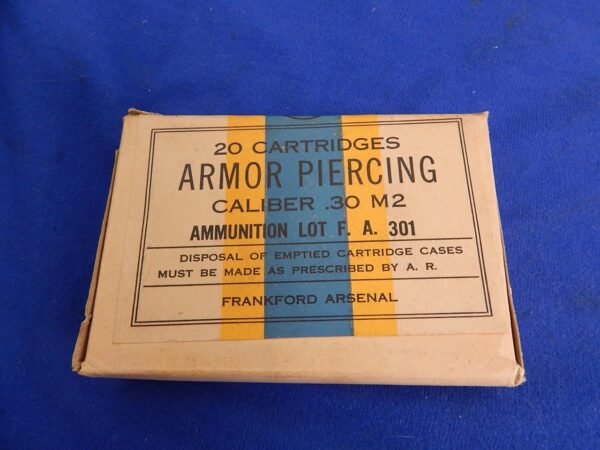 20 CARTRIDGES
ARMOR PIERCING
CALIBER .30 M2
AMMUNITION LOT F. A. 301
DISPOSAL OF EMPTIED CARTRIDGE CASES
MUST BE MADE AS PRESCRIBED BY A. R.
FRANKFORD ARSENAL